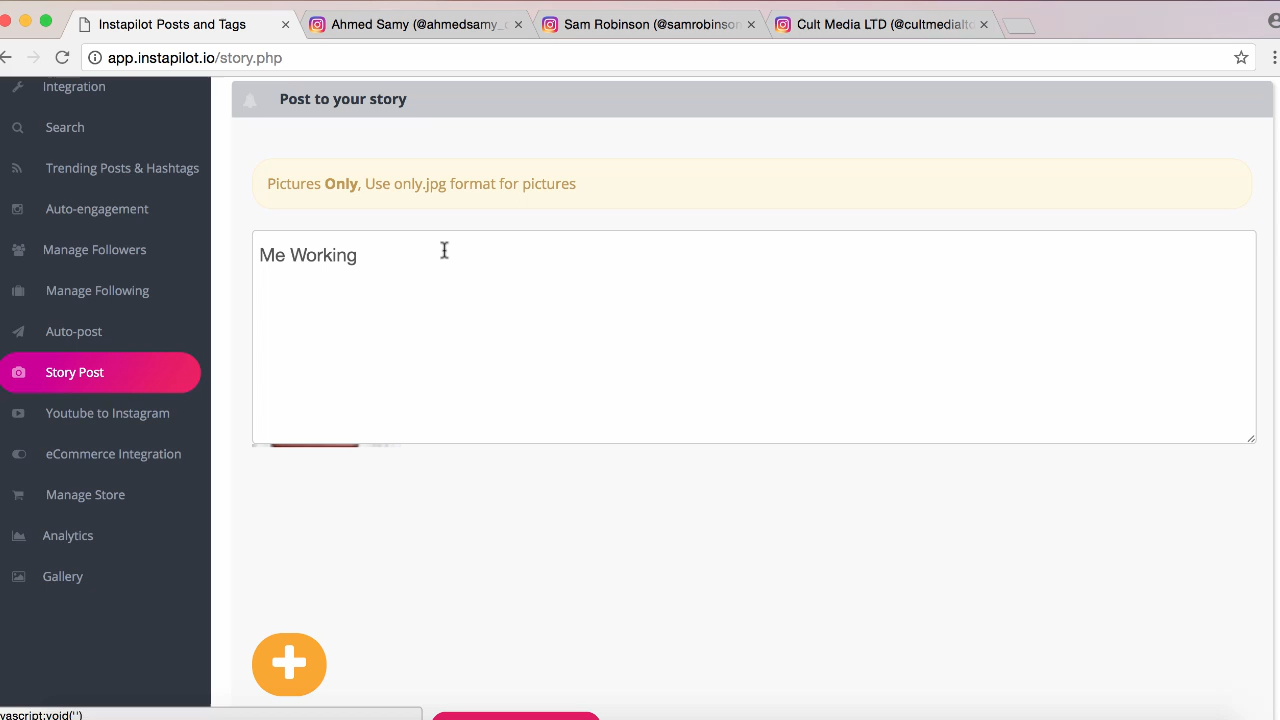 Instapilot Posts and Tags
Ahmed Samy (@ahmedsamy_
Sam Robinson (@samrobinson
Cult Media LTD (@cultmedialt
app.instapilot.io/story.php
Integration
Search
Trending Posts & Hashtags
Auto-engagement
Manage Followers
Manage Following
Auto-post
Story Post
Youtube to Instagram
eCommerce Integration
Manage Store
Analytics
Gallery
Post to your story
Pictures Only, Use only.jpg format for pictures
Me Working
vascript:void('')